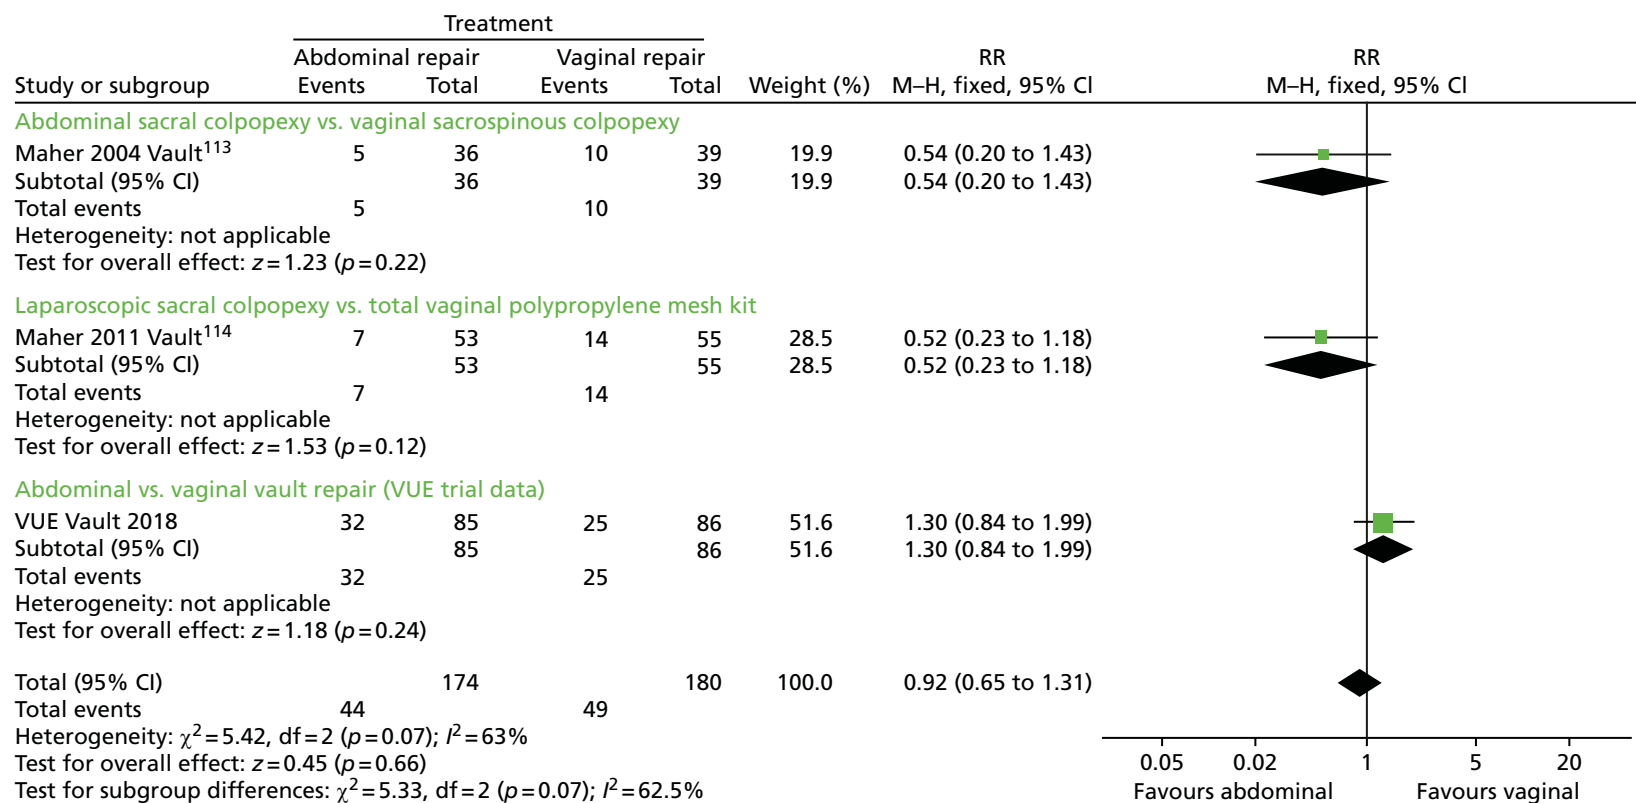 Treatment
Abdominal repair Vaginal repair RR RR
Study or subgroup Events Total Events Total Weight (%) M–H, fixed, 95% CI M–H, fixed, 95% CI
Abdominal sacral colpopexy vs. vaginal sacrospinous colpopexy
Maher 2004 Vault113 5 36 10 39 19.9 0.54 (0.20 to 1.43)
Subtotal (95% CI) 36 39 19.9 0.54 (0.20 to 1.43)
Total events 5 10
Heterogeneity: not applicable
Test for overall effect: z=1.23 (p=0.22)
Laparoscopic sacral colpopexy vs. total vaginal polypropylene mesh kit
Maher 2011 Vault114 7 53 14 55 28.5 0.52 (0.23 to 1.18)
Subtotal (95% CI) 53 55 28.5 0.52 (0.23 to 1.18)
Total events 7 14
Heterogeneity: not applicable
Test for overall effect: z=1.53 (p=0.12)
Abdominal vs. vaginal vault repair (VUE trial data)
VUE Vault 2018 32 85 25 86 51.6 1.30 (0.84 to 1.99)
Subtotal (95% CI) 85 86 51.6 1.30 (0.84 to 1.99)
Total events 32 25
Heterogeneity: not applicable
Test for overall effect: z=1.18 (p=0.24)
Total (95% CI) 174 180 100.0 0.92 (0.65 to 1.31)
Total events 44 49
Heterogeneity: χ2=5.42, df=2 (p=0.07); I2=63%
Test for overall effect: z=0.45 (p=0.66)
Test for subgroup differences: χ2=5.33, df=2 (p=0.07); I2=62.5%
0.05 0.02 1 5 20
Favours abdominal Favours vaginal